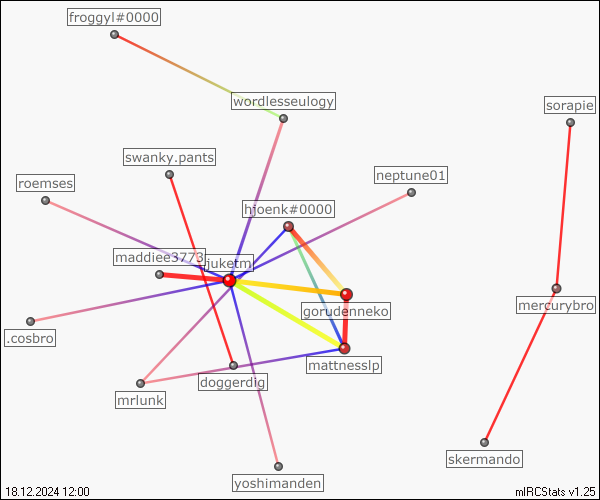 froggyl#0000
wordlesseulogy
sorapie
swanky.pants
neptune01
roemses
hjoenk#0000
maddiee3773
juketm
gorudenneko
mercurybro
.cosbro
mattnesslp
doggerdig
mrlunk
skermando
yoshimanden
18.12.2024 12:00
mIRCStats v1.25